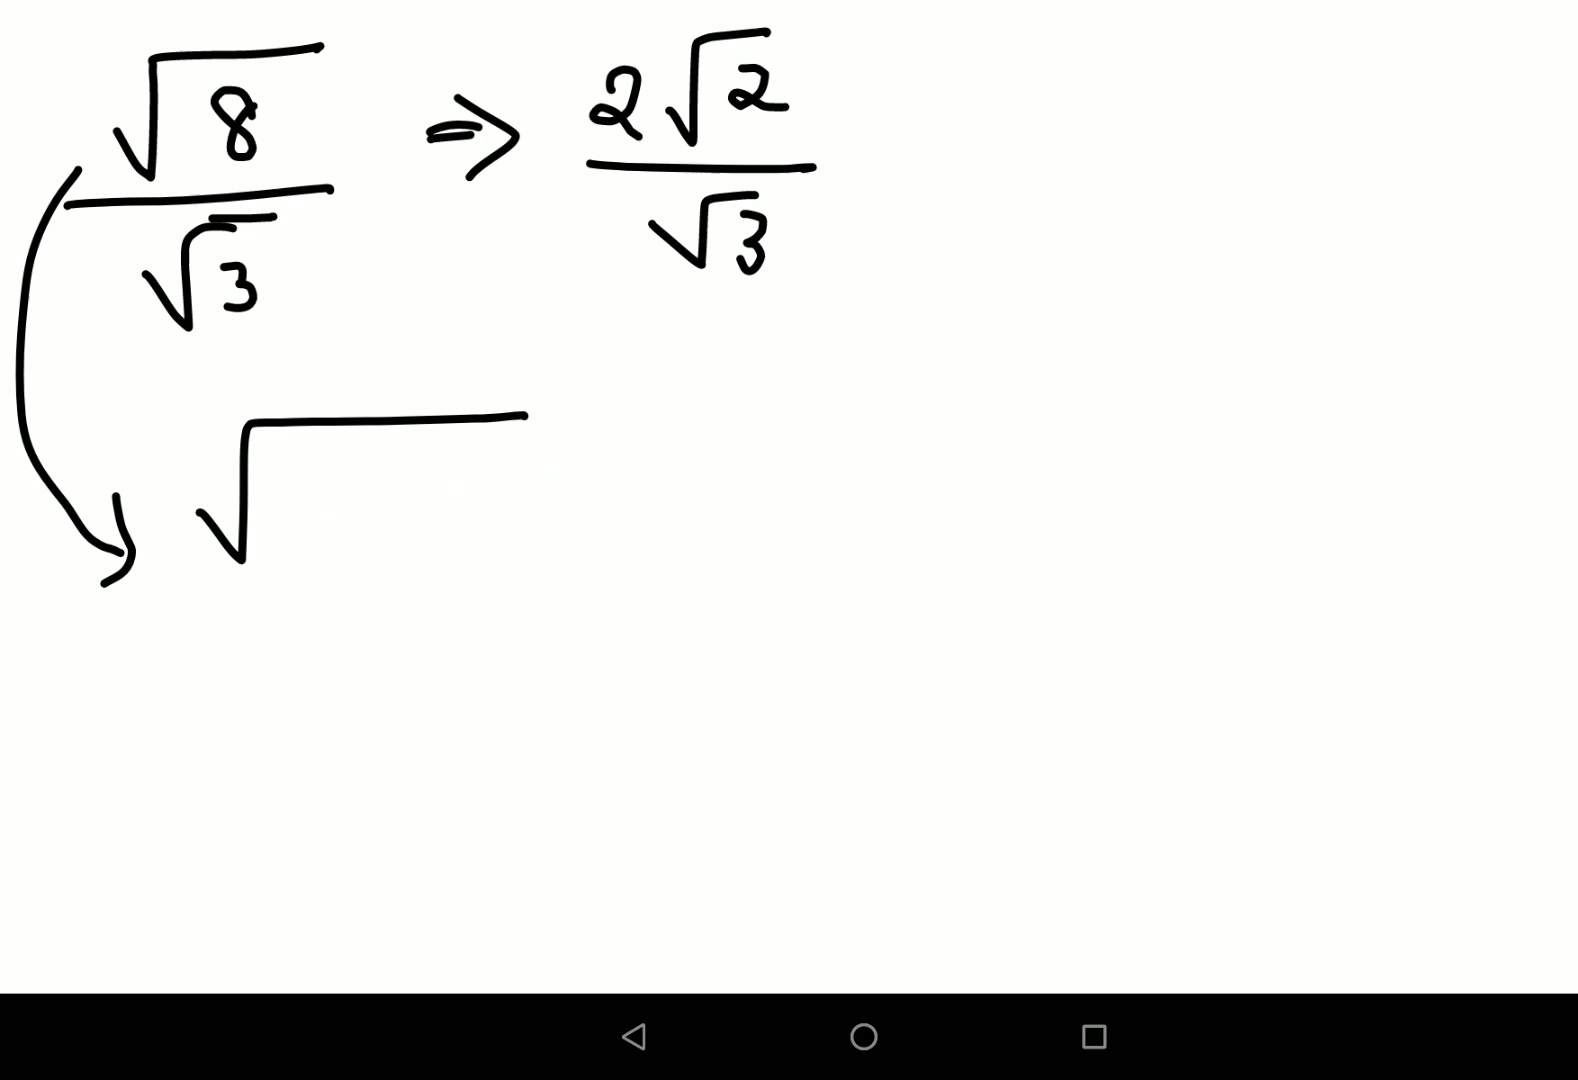 √8 / √3 ⇒ 2√2 / √3
√